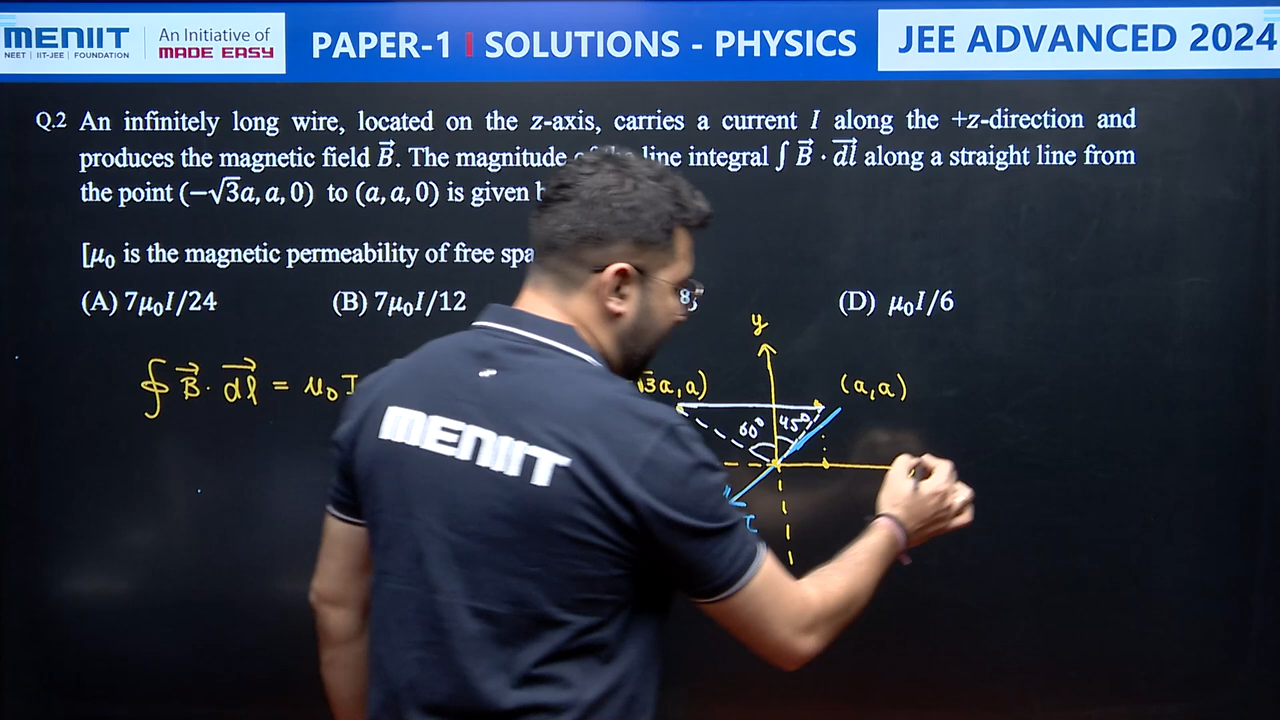 MENIIT
NEET | IIT-JEE | FOUNDATION
An Initiative of
MADE EASY
PAPER-1 | SOLUTIONS - PHYSICS
JEE ADVANCED 2024
Q.2 An infinitely long wire, located on the z-axis, carries a current I along the +z-direction and
produces the magnetic field B⃗. The magnitude line integral ∫ B⃗ · dl⃗ along a straight line from
the point (−√3a, a, 0) to (a, a, 0) is given
[μ₀ is the magnetic permeability of free
(A) 7μ₀I/24 (B) 7μ₀I/12 (D) μ₀I/6
y
∮ B⃗ · dl⃗ = μ₀I
3a, a) (a, a)
60° 45°
I
MENIIT